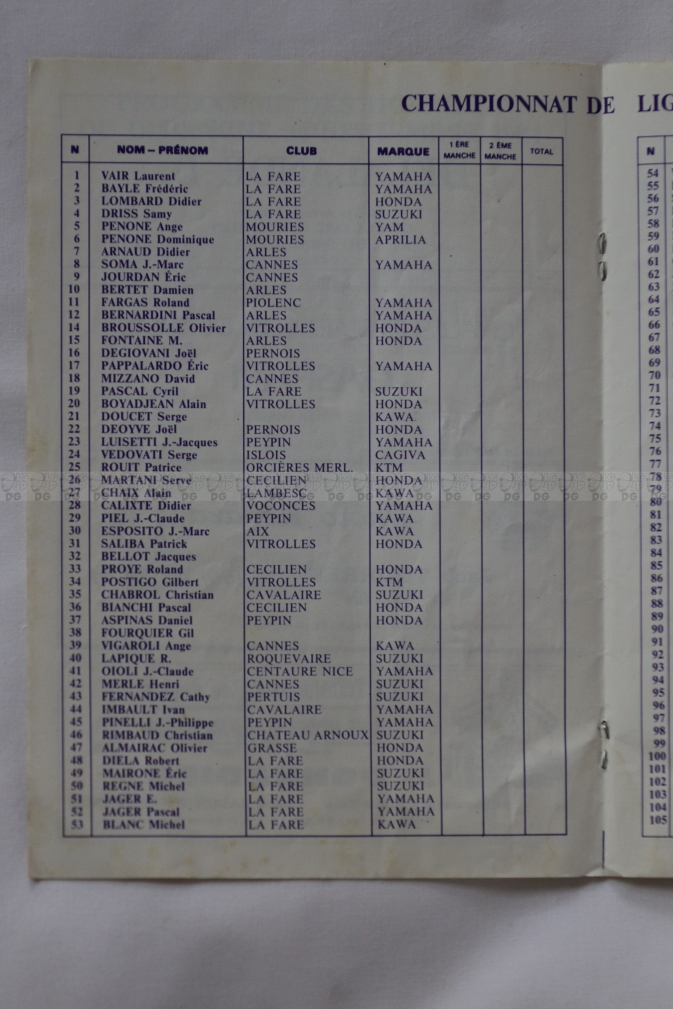 CHAMPIONNAT DE LIG
N NOM – PRÉNOM CLUB MARQUE 1 ÈRE MANCHE 2 ÈME MANCHE TOTAL
1 VAIR Laurent LA FARE YAMAHA
2 BAYLE Frédéric LA FARE YAMAHA
3 LOMBARD Didier LA FARE HONDA
4 DRISS Samy LA FARE SUZUKI
5 PENONE Ange MOURIES YAM
6 PENONE Dominique MOURIES APRILIA
7 ARNAUD Didier ARLES
8 SOMA J.-Marc CANNES YAMAHA
9 JOURDAN Éric CANNES
10 BERTET Damien ARLES
11 FARGAS Roland PIOLENC YAMAHA
12 BERNARDINI Pascal ARLES YAMAHA
14 BROUSSOLLE Olivier VITROLLES HONDA
15 FONTAINE M. ARLES HONDA
16 DEGIOVANI Joël PERNOIS
17 PAPPALARDO Éric VITROLLES YAMAHA
18 MIZZANO David CANNES
19 PASCAL Cyril LA FARE SUZUKI
20 BOYADJEAN Alain VITROLLES HONDA
21 DOUCET Serge KAWA
22 DEOYVE Joël PERNOIS HONDA
23 LUISETTI J.-Jacques PEYPIN YAMAHA
24 VEDOVATI Serge ISLOIS CAGIVA
25 ROUIT Patrice ORCIÈRES MERL. KTM
26 MARTANI Serve CECILIEN HONDA
27 CHAIX Alain LAMBESC KAWA
28 CALIXTE Didier VOCONCES YAMAHA
29 PIEL J.-Claude PEYPIN KAWA
30 ESPOSITO J.-Marc AIX KAWA
31 SALIBA Patrick VITROLLES HONDA
32 BELLOT Jacques
33 PROYE Roland CECILIEN HONDA
34 POSTIGO Gilbert VITROLLES KTM
35 CHABROL Christian CAVALAIRE SUZUKI
36 BIANCHI Pascal CECILIEN HONDA
37 ASPINAS Daniel PEYPIN HONDA
38 FOURQUIER Gil
39 VIGAROLI Ange CANNES KAWA
40 LAPIQUE R. ROQUEVAIRE SUZUKI
41 OIOLI J.-Claude CENTAURE NICE YAMAHA
42 MERLE Henri CANNES SUZUKI
43 FERNANDEZ Cathy PERTUIS SUZUKI
44 IMBAULT Ivan CAVALAIRE YAMAHA
45 PINELLI J.-Philippe PEYPIN YAMAHA
46 RIMBAUD Christian CHATEAU ARNOUX SUZUKI
47 ALMAIRAC Olivier GRASSE HONDA
48 DIELA Robert LA FARE HONDA
49 MAIRONE Éric LA FARE SUZUKI
50 REGNE Michel LA FARE SUZUKI
51 JAGER E. LA FARE YAMAHA
52 JAGER Pascal LA FARE YAMAHA
53 BLANC Michel LA FARE KAWA
N
54
55
56
57
58
59
60
61
62
63
64
65
66
67
68
69
70
71
72
73
74
75
76
77
78
79
80
81
82
83
84
85
86
87
88
89
90
91
92
93
94
95
96
97
98
99
100
101
102
103
104
105